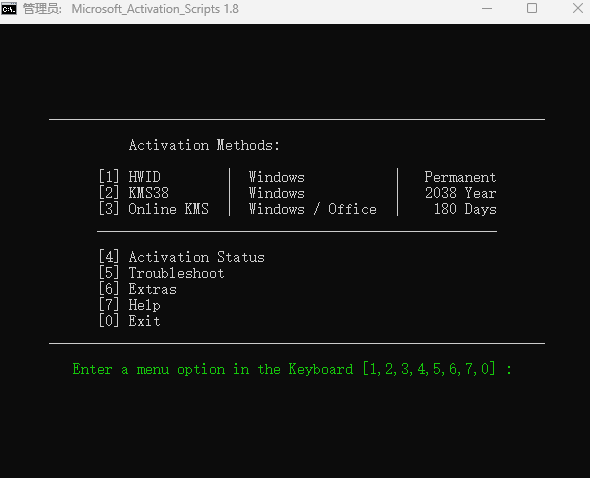 管理员: Microsoft_Activation_Scripts 1.8
Activation Methods:
[1] HWID | Windows | Permanent
[2] KMS38 | Windows | 2038 Year
[3] Online KMS | Windows / Office | 180 Days
[4] Activation Status
[5] Troubleshoot
[6] Extras
[7] Help
[0] Exit
Enter a menu option in the Keyboard [1,2,3,4,5,6,7,0] :